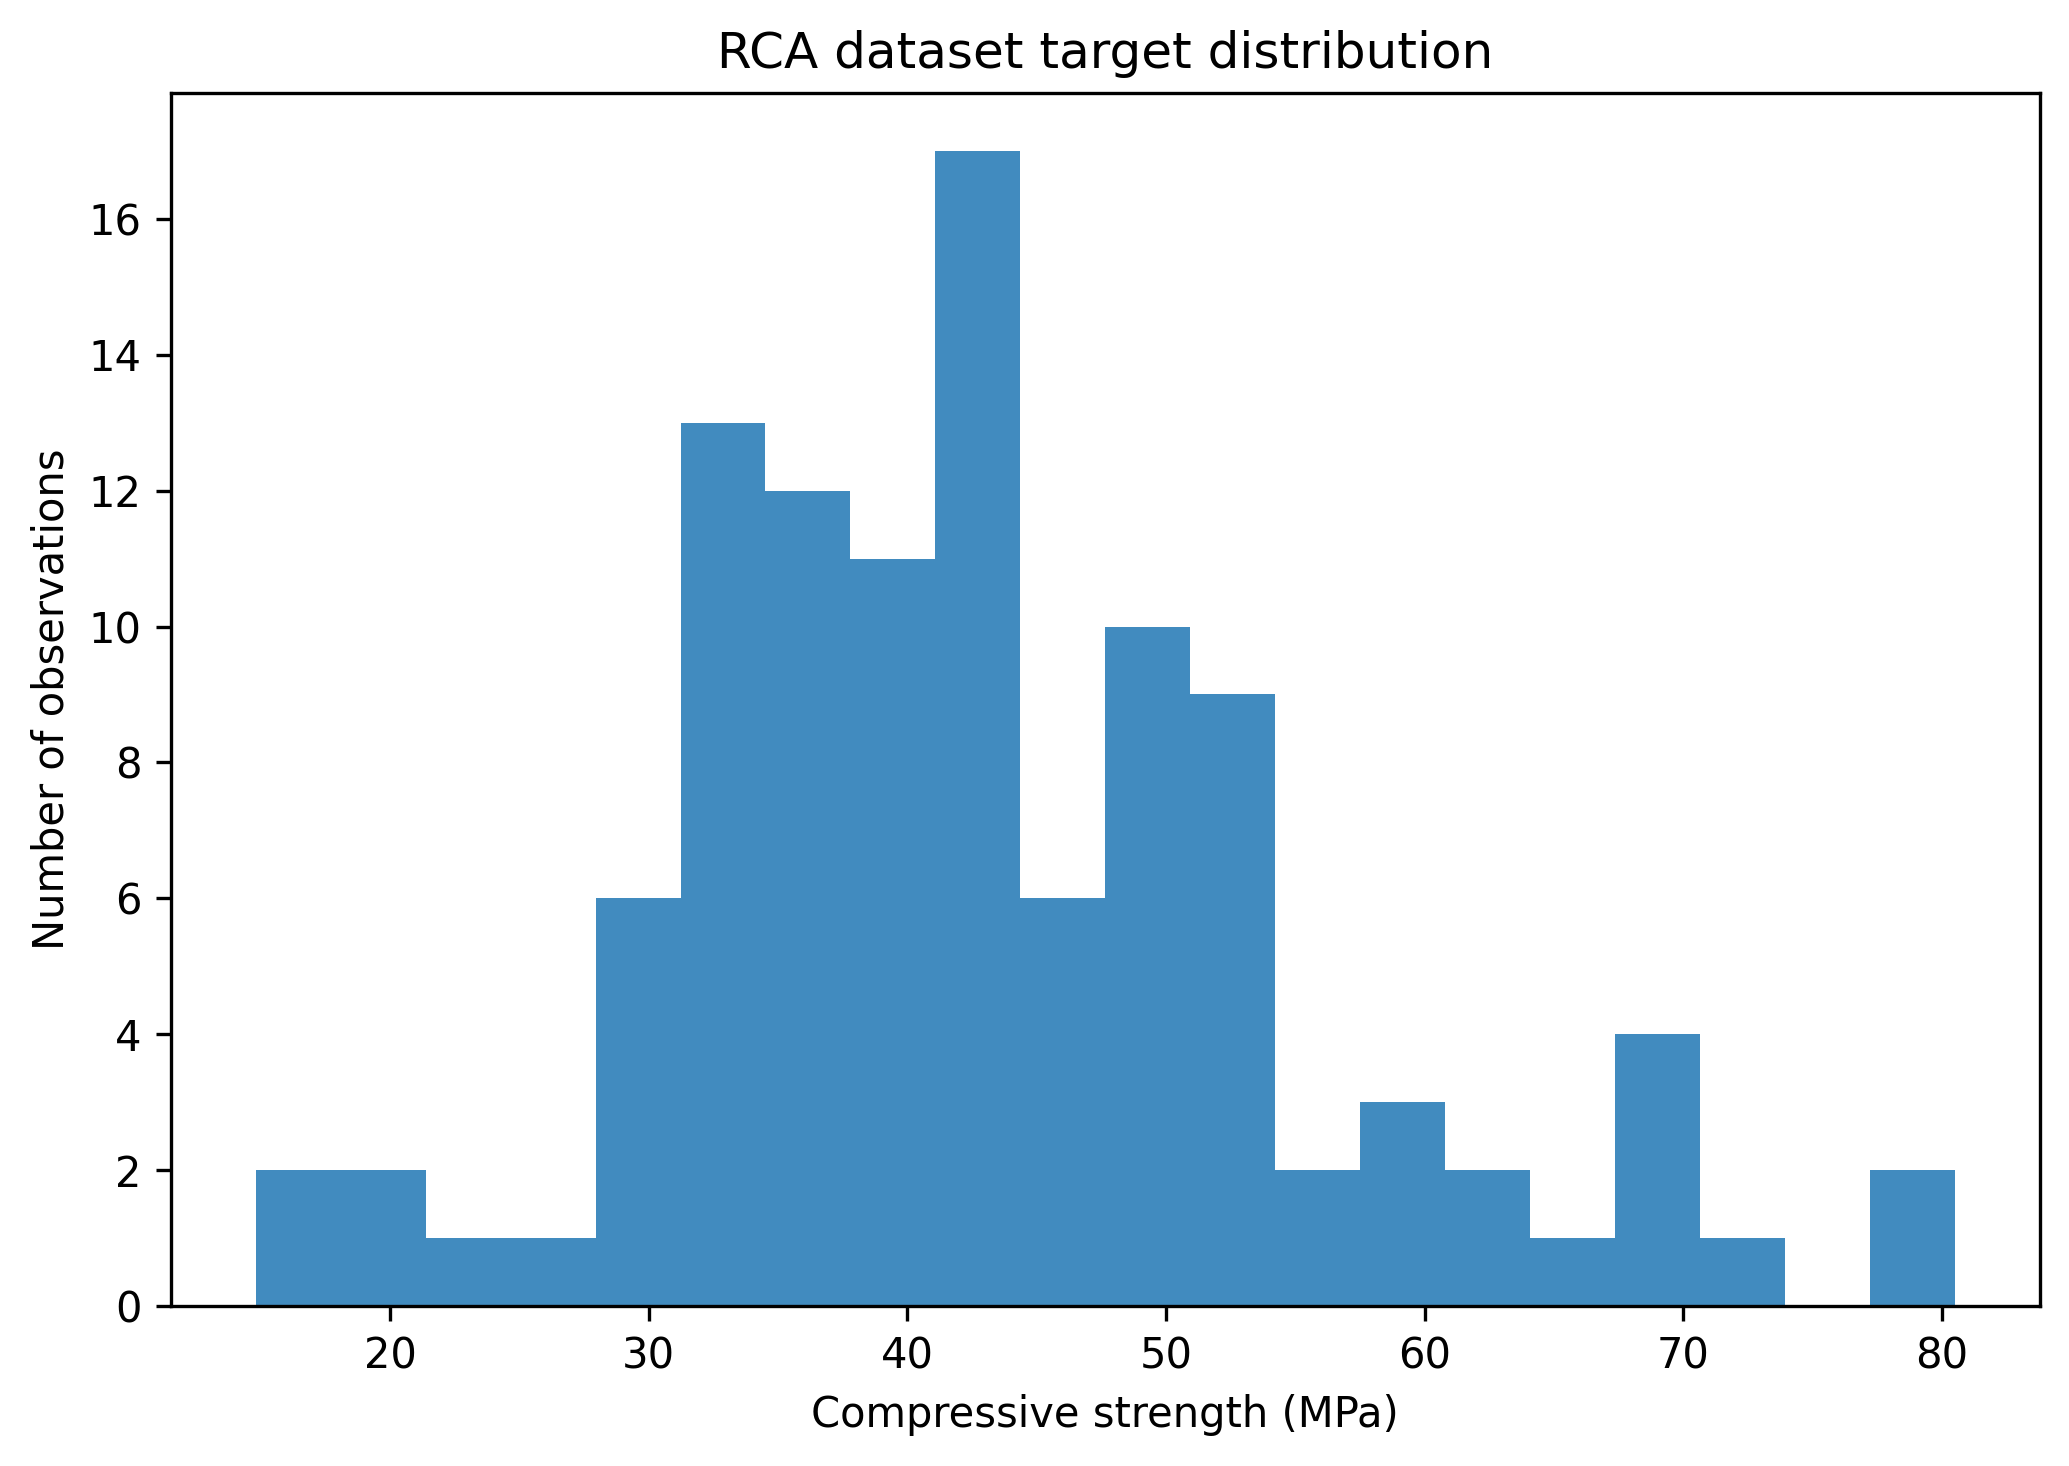 RCA dataset target distribution
Number of observations
16
14
12
10
8
6
4
2
0
20 30 40 50 60 70 80
Compressive strength (MPa)